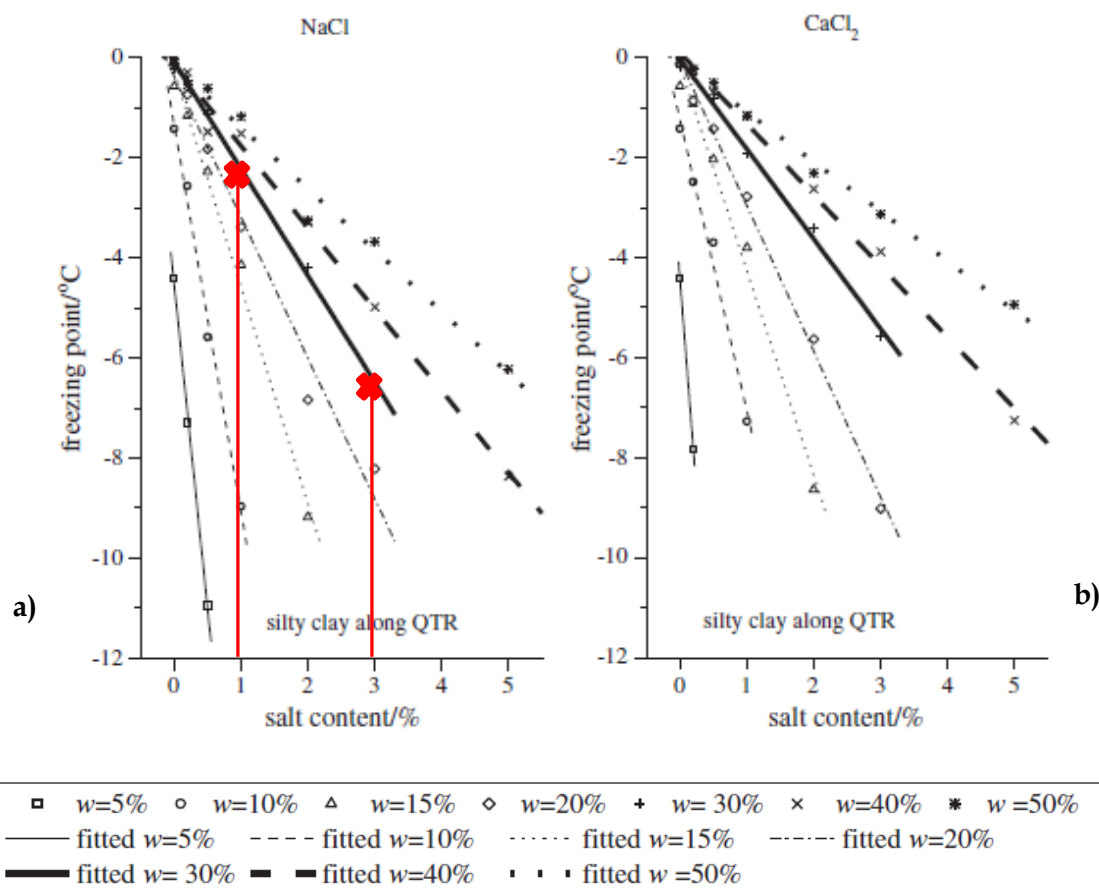 NaCl
0
-2
-4
-6
-8
-10
-12
freezing point/°C
0 1 2 3 4 5
salt content/%
silty clay along QTR
a)
CaCl2
0
-2
-4
-6
-8
-10
-12
freezing point/°C
0 1 2 3 4 5
salt content/%
silty clay along QTR
b)
w=5% w=10% w=15% w=20% w= 30% w=40% w =50%
fitted w=5% fitted w=10% fitted w=15% fitted w=20%
fitted w= 30% fitted w=40% fitted w =50%